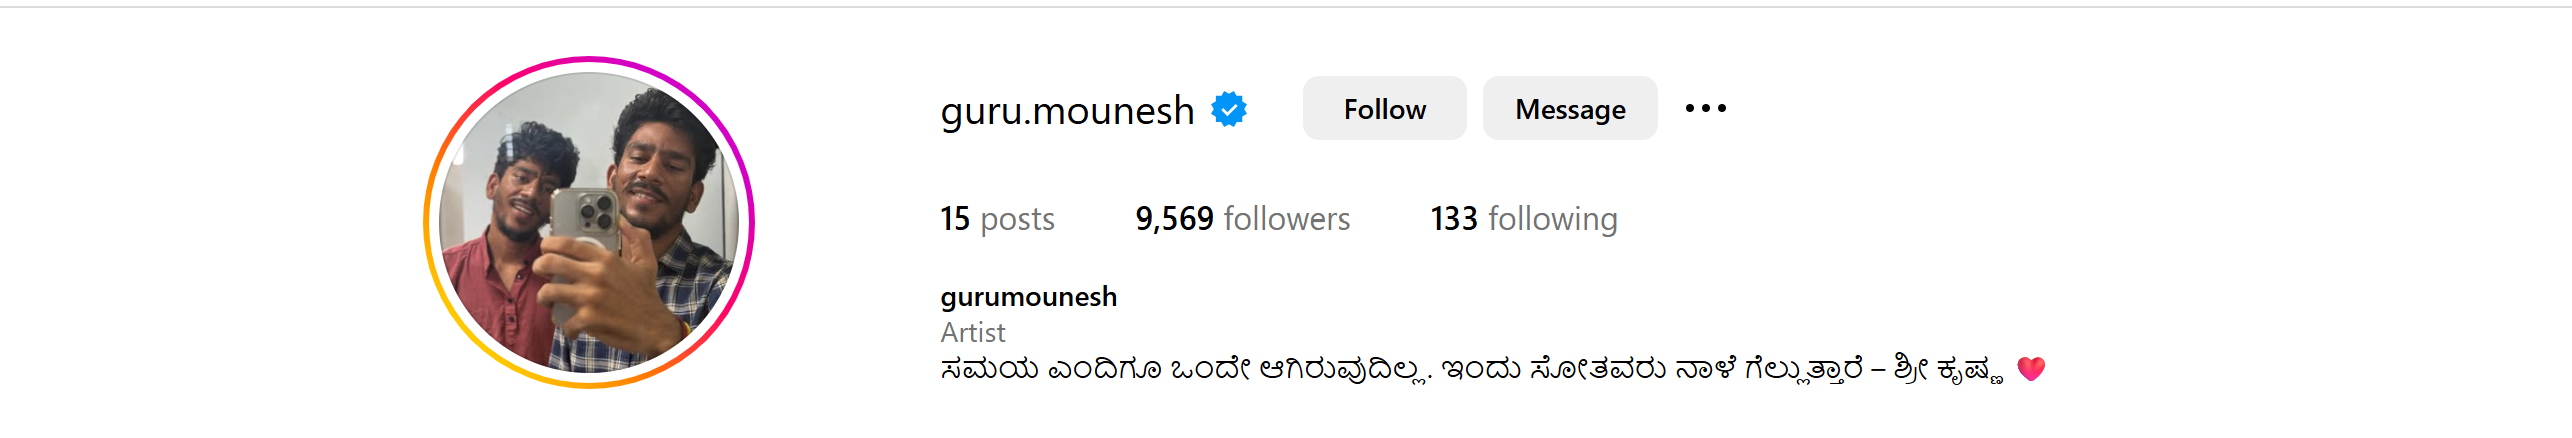 guru.mounesh Follow Message
15 posts 9,569 followers 133 following
gurumounesh
Artist
ಸಮಯ ಎಂದಿಗೂ ಒಂದೇ ಆಗಿರುವುದಿಲ್ಲ. ಇಂದು ಸೋತವರು ನಾಳೆ ಗೆಲ್ಲುತ್ತಾರೆ – ಶ್ರೀ ಕೃಷ್ಣ ❤️